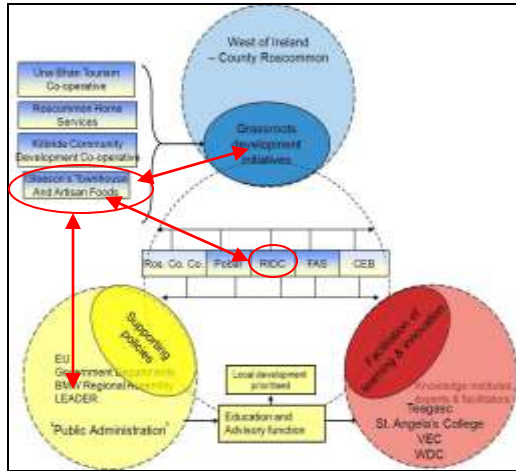 West of Ireland
– County Roscommon
Una Bhán Tourism
Co-operative
Roscommon Home
Services
Kilbride Community
Development Co-operative
Gleeson's Townhouse
And Artisan Foods
Grassroots
development
initiatives
Ros. Co. Co.
Pobal
RIDC
FAS
CEB
Supporting
policies
Facilitation of
learning & innovation
EU
Government Departments
BMW Regional Assembly
LEADER.
'Public Administration'
Local development
prioritised
Education and
Advisory function
Knowledge institutes,
experts & facilitators
Teagasc
St. Angela's College
VEC
WDC